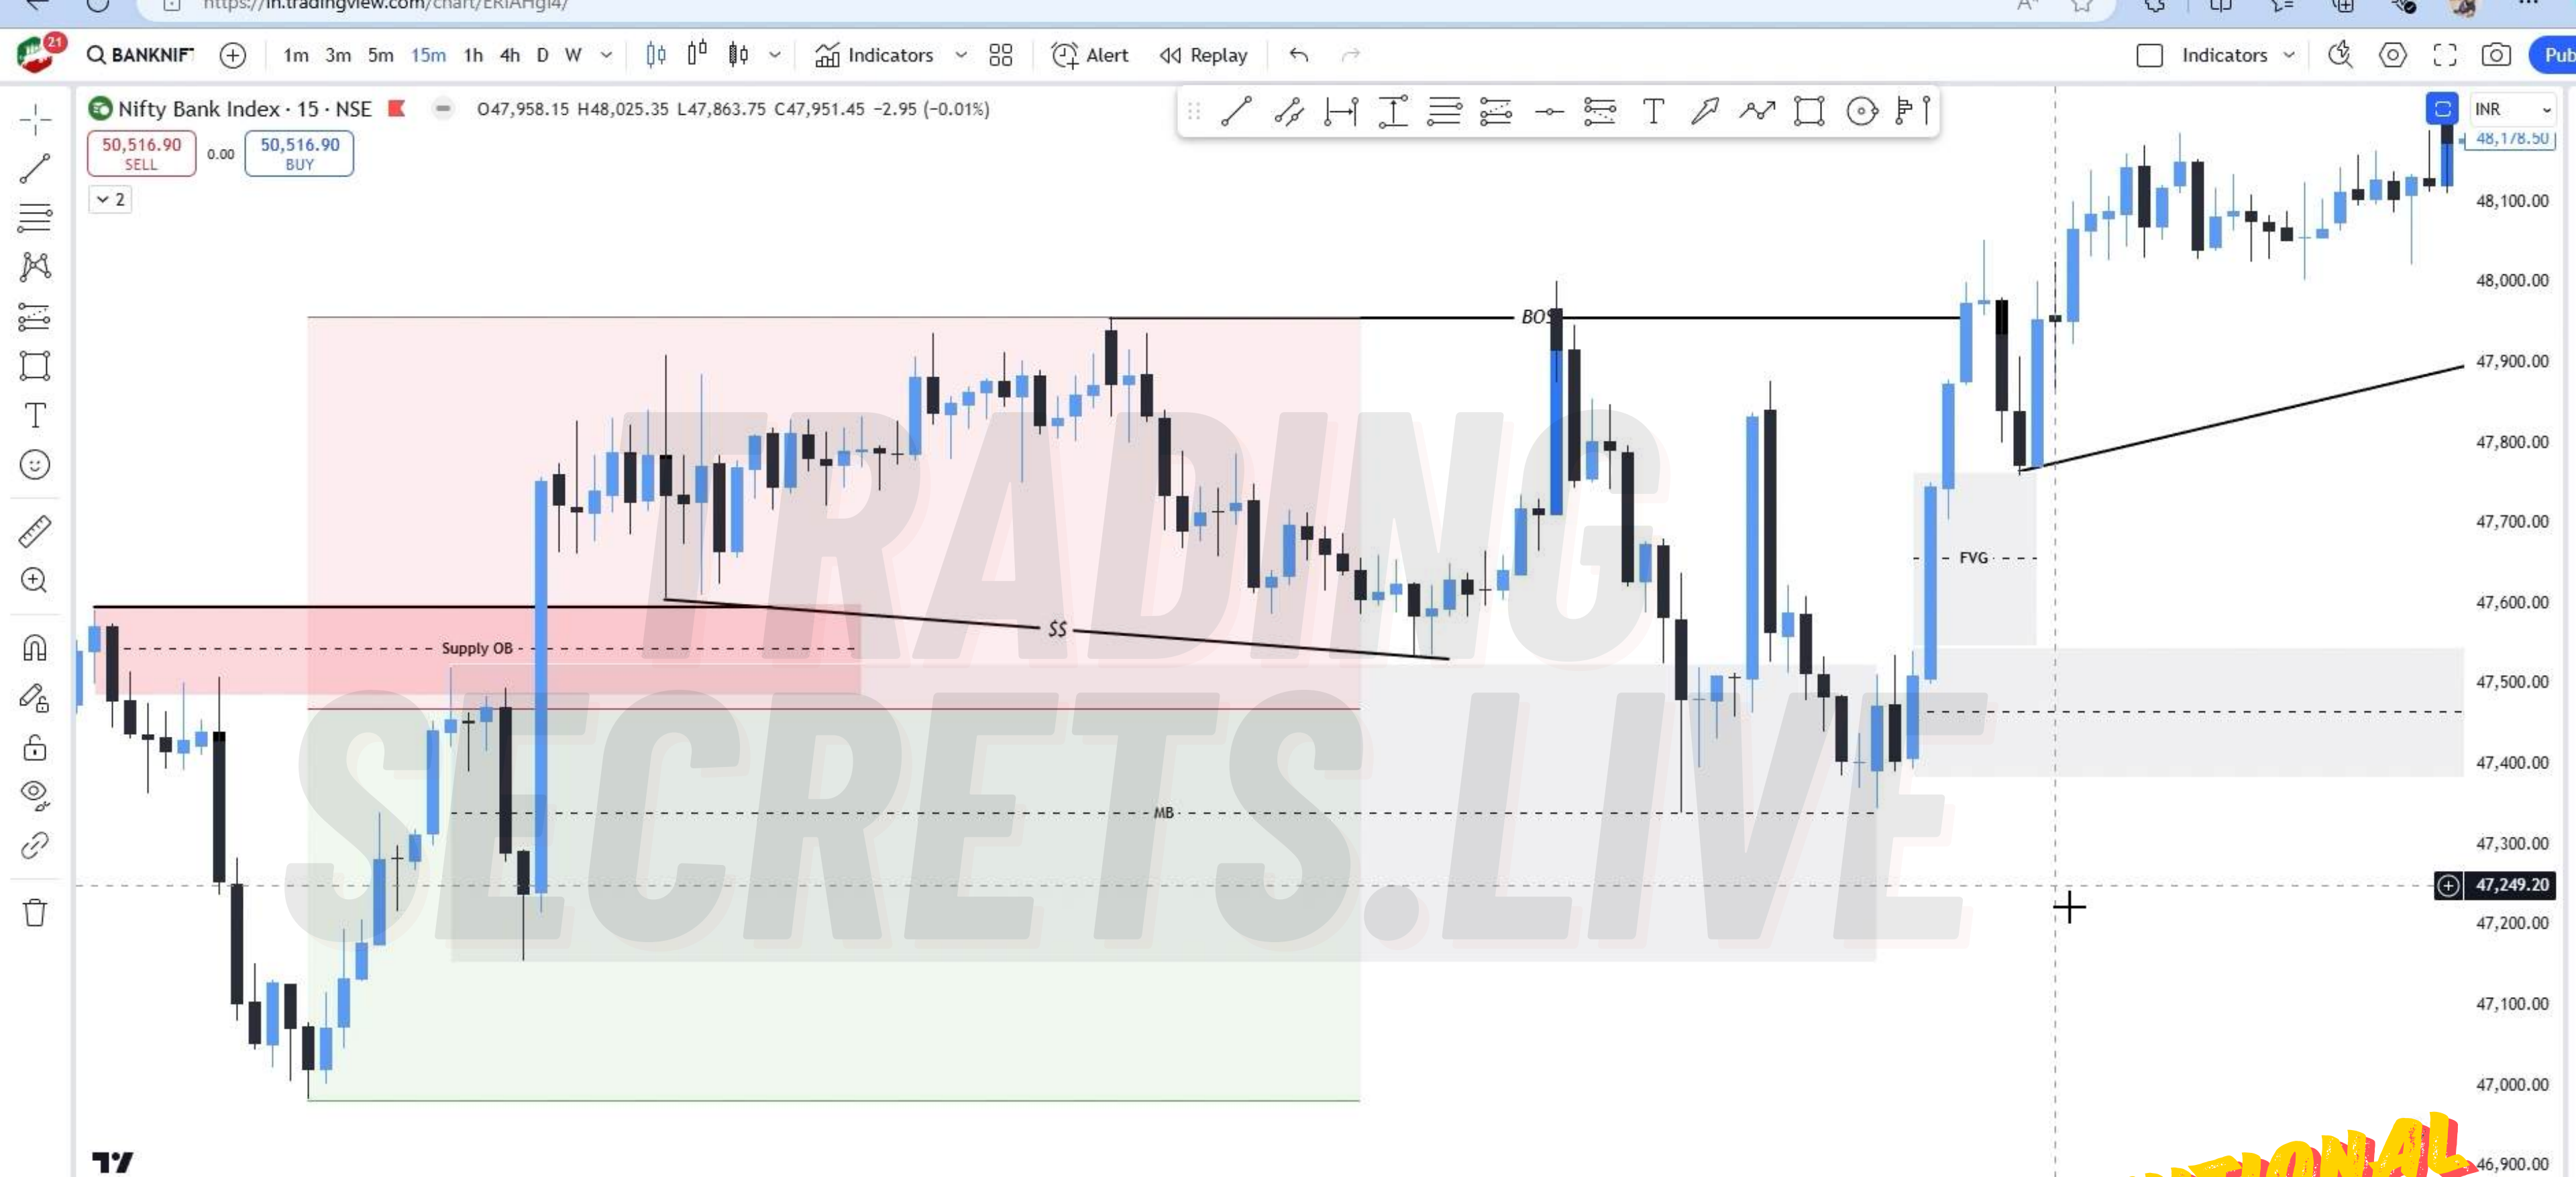 https://in.tradingview.com/chart/ERIAHgI4/
21
BANKNIF
1m 3m 5m 15m 1h 4h D W
Indicators
Alert
Replay
Indicators
Pub
Nifty Bank Index · 15 · NSE
O47,958.15 H48,025.35 L47,863.75 C47,951.45 −2.95 (−0.01%)
INR
50,516.90
SELL
0.00
50,516.90
BUY
2
48,178.50
48,100.00
48,000.00
BOS
47,900.00
47,800.00
TRADING
47,700.00
FVG
47,600.00
$$
Supply OB
47,500.00
SECRETS.LIVE
47,400.00
MB
47,300.00
47,249.20
47,200.00
47,100.00
47,000.00
46,900.00